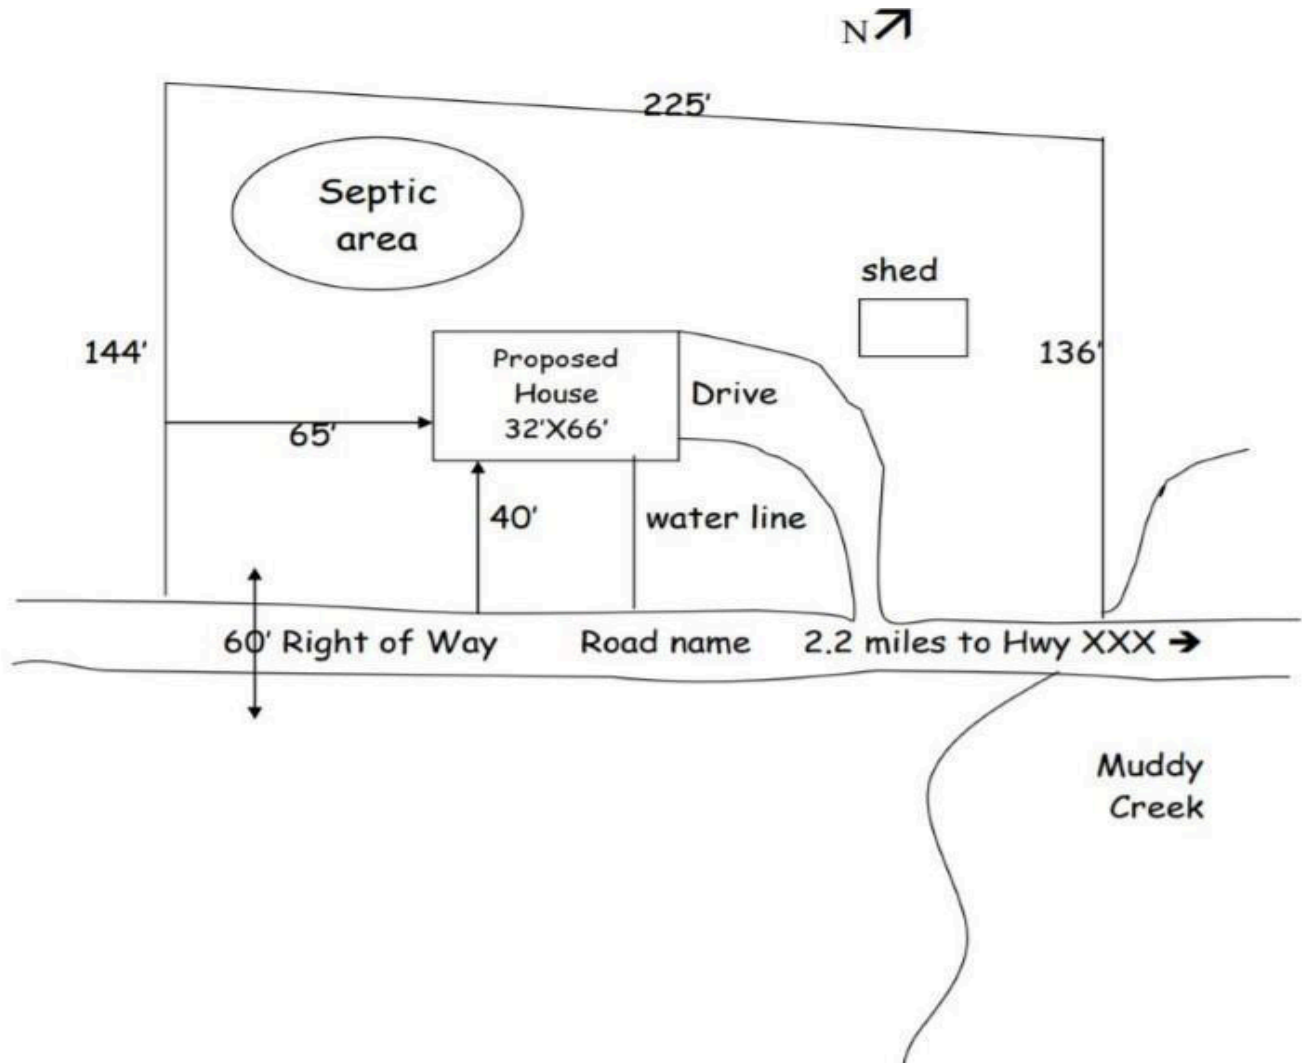 N
225'
Septic
area
shed
144'
Proposed
House
32'X66'
Drive
136'
65'
40'
water line
60' Right of Way Road name 2.2 miles to Hwy XXX →
Muddy
Creek